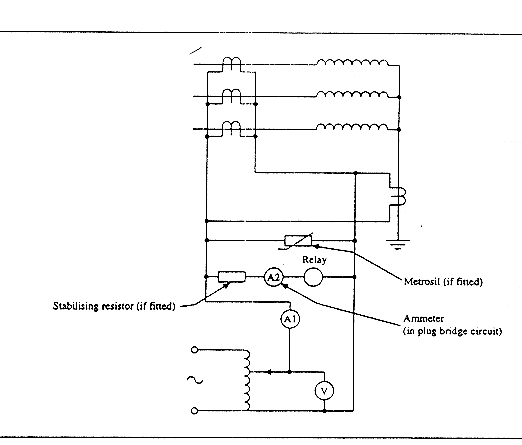 Relay
Metrosil (if fitted)
A2
Stabilising resistor (if fitted)
Ammeter
(in plug bridge circuit)
A1
V